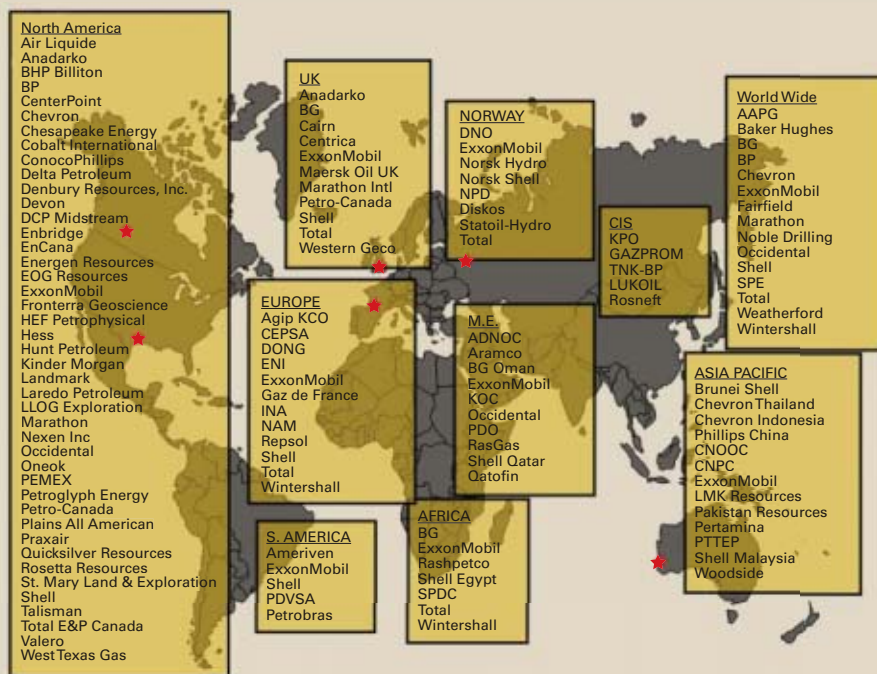 North America
Air Liquide
Anadarko
BHP Billiton
BP
CenterPoint
Chevron
Chesapeake Energy
Cobalt International
ConocoPhillips
Delta Petroleum
Denbury Resources, Inc.
Devon
DCP Midstream
Enbridge
EnCana
Energen Resources
EOG Resources
ExxonMobil
Fronterra Geoscience
HEF Petrophysical
Hess
Hunt Petroleum
Kinder Morgan
Landmark
Laredo Petroleum
LLOG Exploration
Marathon
Nexen Inc
Occidental
Oneok
PEMEX
Petroglyph Energy
Petro-Canada
Plains All American
Praxair
Quicksilver Resources
Rosetta Resources
St. Mary Land & Exploration
Shell
Talisman
Total E&P Canada
Valero
West Texas Gas
UK
Anadarko
BG
Cairn
Centrica
ExxonMobil
Maersk Oil UK
Marathon Intl
Petro-Canada
Shell
Total
Western Geco
NORWAY
DNO
ExxonMobil
Norsk Hydro
Norsk Shell
NPD
Diskos
Statoil-Hydro
Total
CIS
KPO
GAZPROM
TNK-BP
LUKOIL
Rosneft
World Wide
AAPG
Baker Hughes
BG
BP
Chevron
ExxonMobil
Fairfield
Marathon
Noble Drilling
Occidental
Shell
SPE
Total
Weatherford
Wintershall
EUROPE
Agip KCO
CEPSA
DONG
ENI
ExxonMobil
Gaz de France
INA
NAM
Repsol
Shell
Total
Wintershall
M.E.
ADNOC
Aramco
BG Oman
ExxonMobil
KOC
Occidental
PDO
RasGas
Shell Qatar
Qatofin
ASIA PACIFIC
Brunei Shell
Chevron Thailand
Chevron Indonesia
Phillips China
CNOOC
CNPC
ExxonMobil
LMK Resources
Pakistan Resources
Pertamina
PTTEP
Shell Malaysia
Woodside
S. AMERICA
Ameriven
ExxonMobil
Shell
PDVSA
Petrobras
AFRICA
BG
ExxonMobil
Rashpetco
Shell Egypt
SPDC
Total
Wintershall